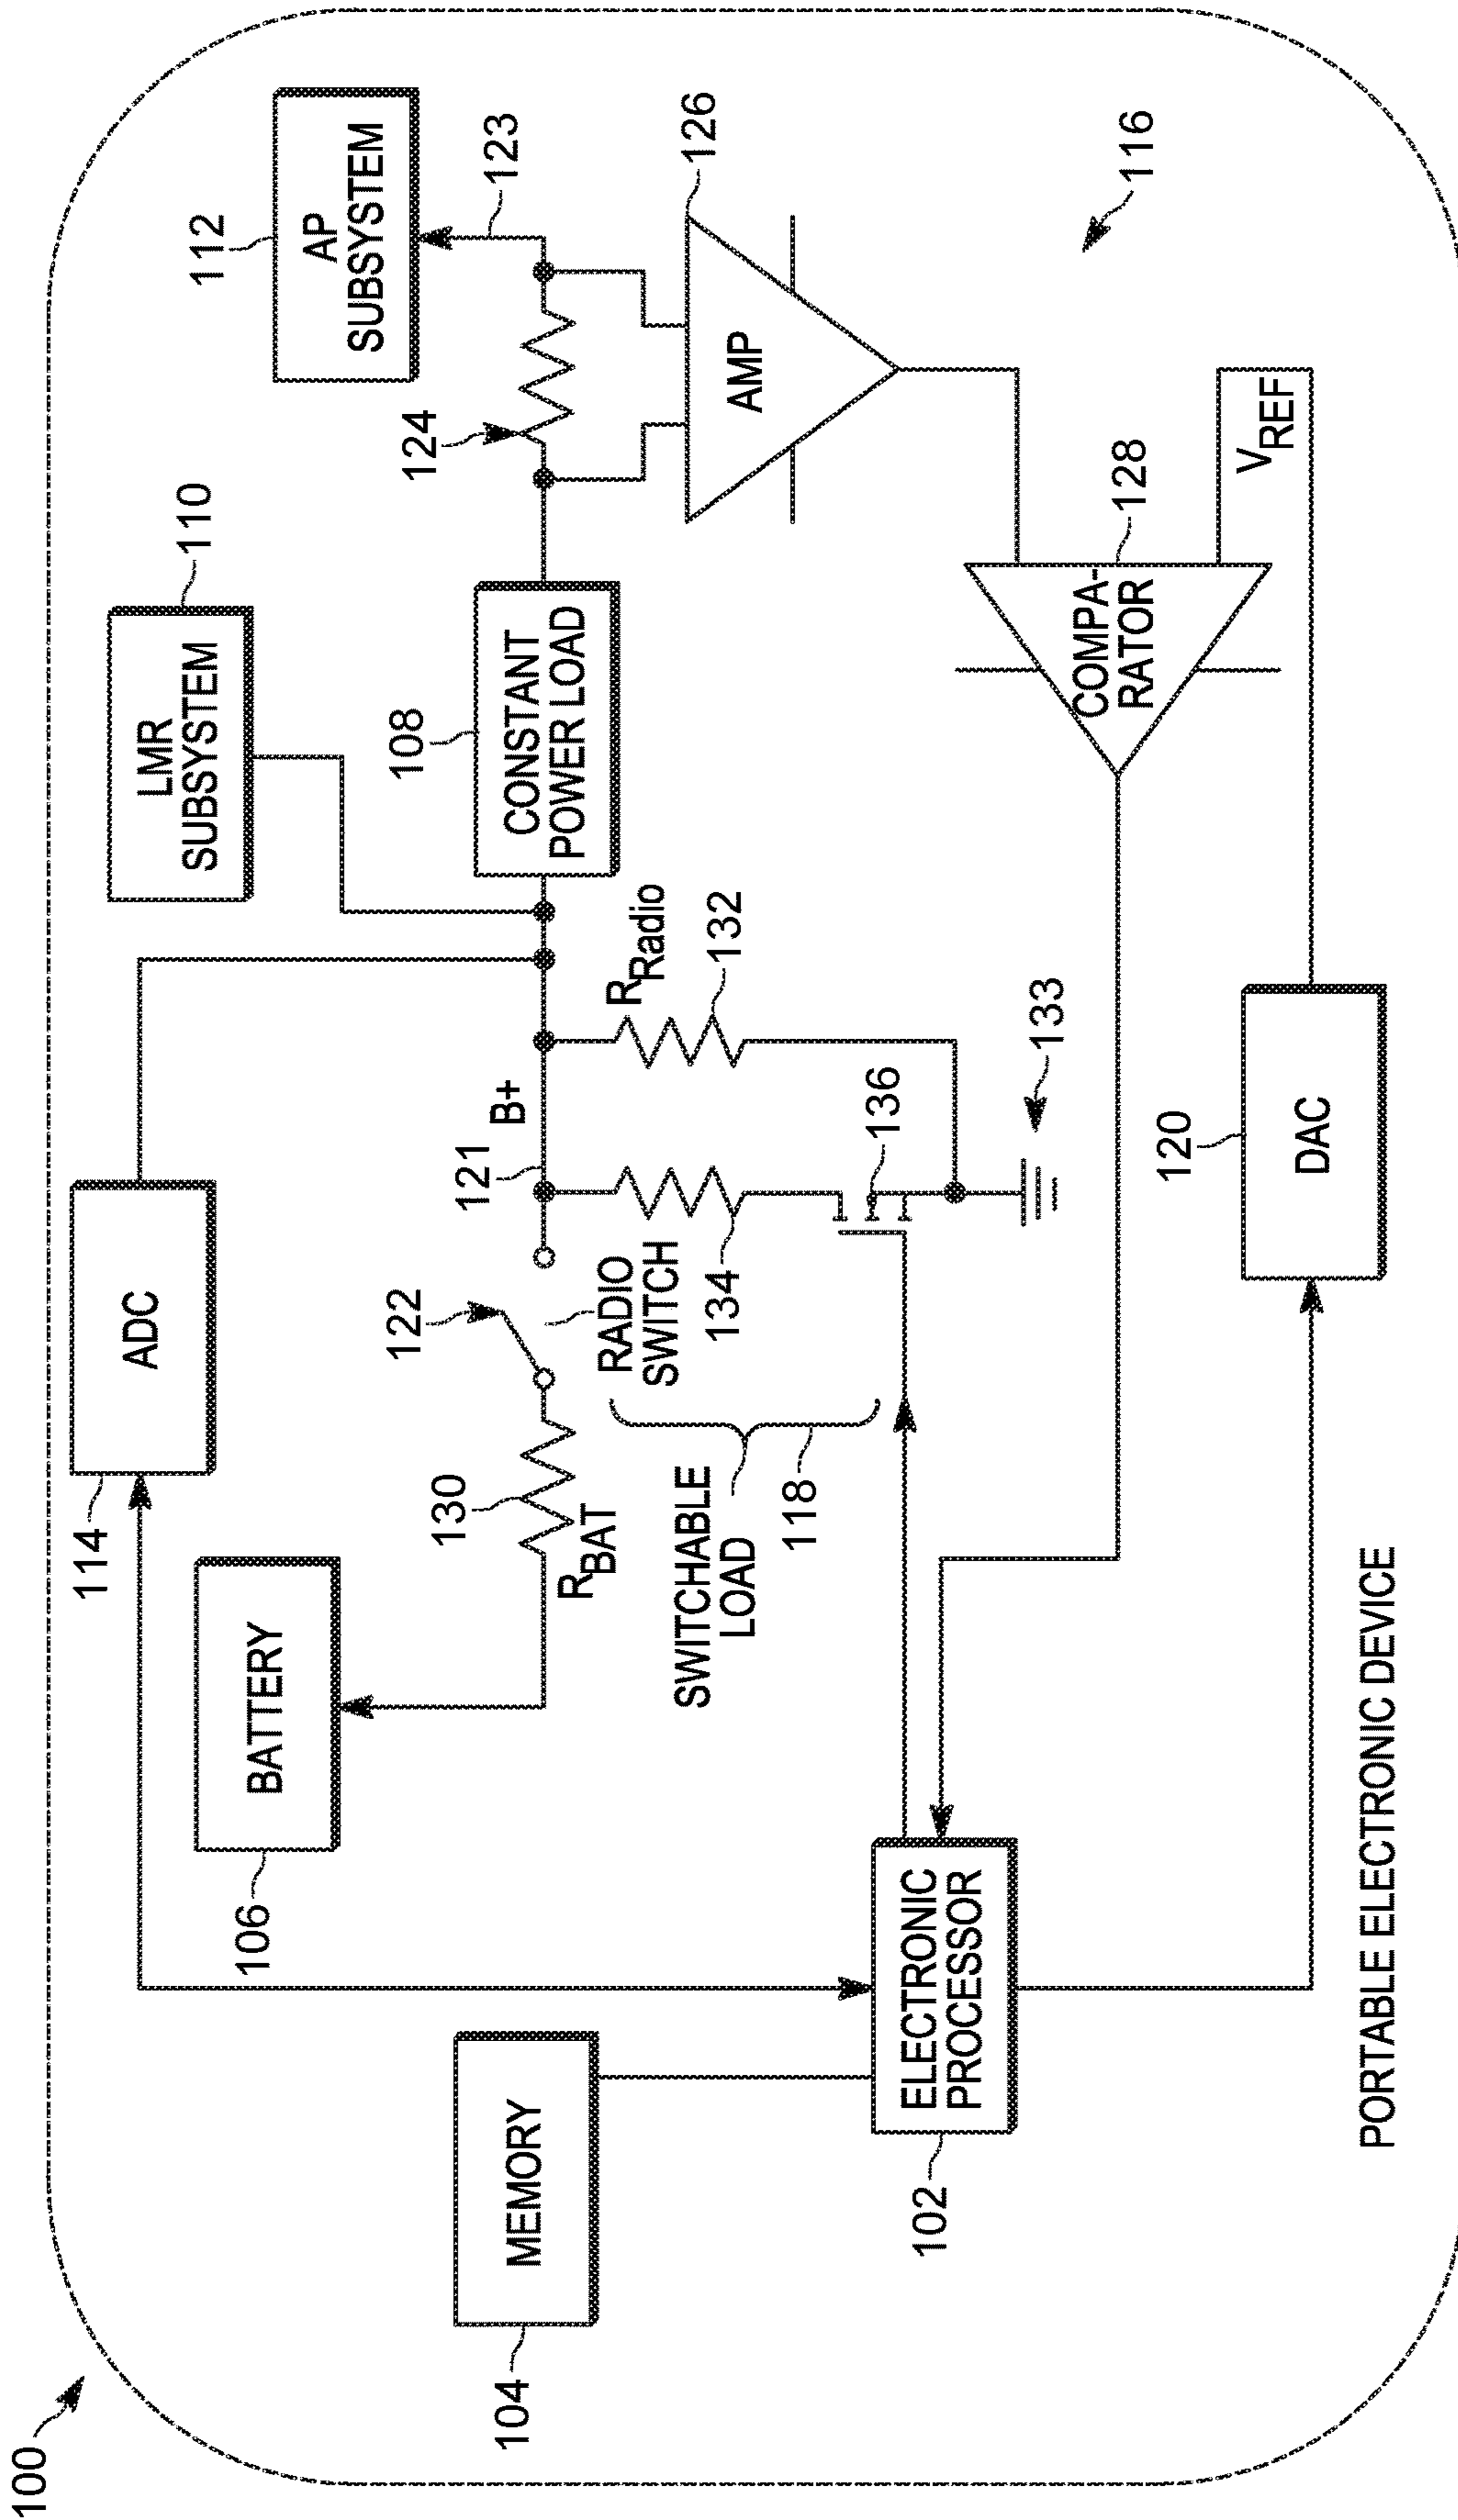 100
104
MEMORY
102
ELECTRONIC
PROCESSOR
106
BATTERY
114
ADC
130
R BAT
122
RADIO
SWITCH
SWITCHABLE
LOAD
118
121
B+
134
136
R Radio
132
133
LMR
SUBSYSTEM
110
108
CONSTANT
POWER LOAD
112
AP
SUBSYSTEM
123
124
AMP
126
116
COMPA-
RATOR
128
V REF
120
DAC
PORTABLE ELECTRONIC DEVICE